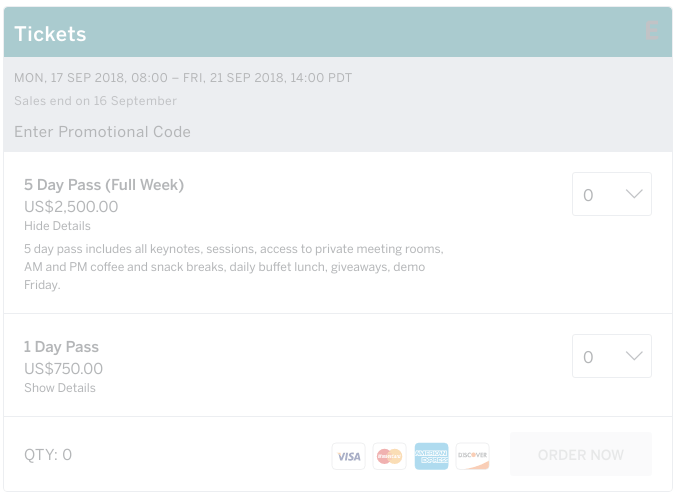 Tickets
MON, 17 SEP 2018, 08:00 – FRI, 21 SEP 2018, 14:00 PDT
Sales end on 16 September
Enter Promotional Code
5 Day Pass (Full Week)
0
US$2,500.00
Hide Details
5 day pass includes all keynotes, sessions, access to private meeting rooms,
AM and PM coffee and snack breaks, daily buffet lunch, giveaways, demo
Friday.
1 Day Pass
0
US$750.00
Show Details
QTY: 0 VISA MasterCard AMERICAN EXPRESS DISCOVER ORDER NOW